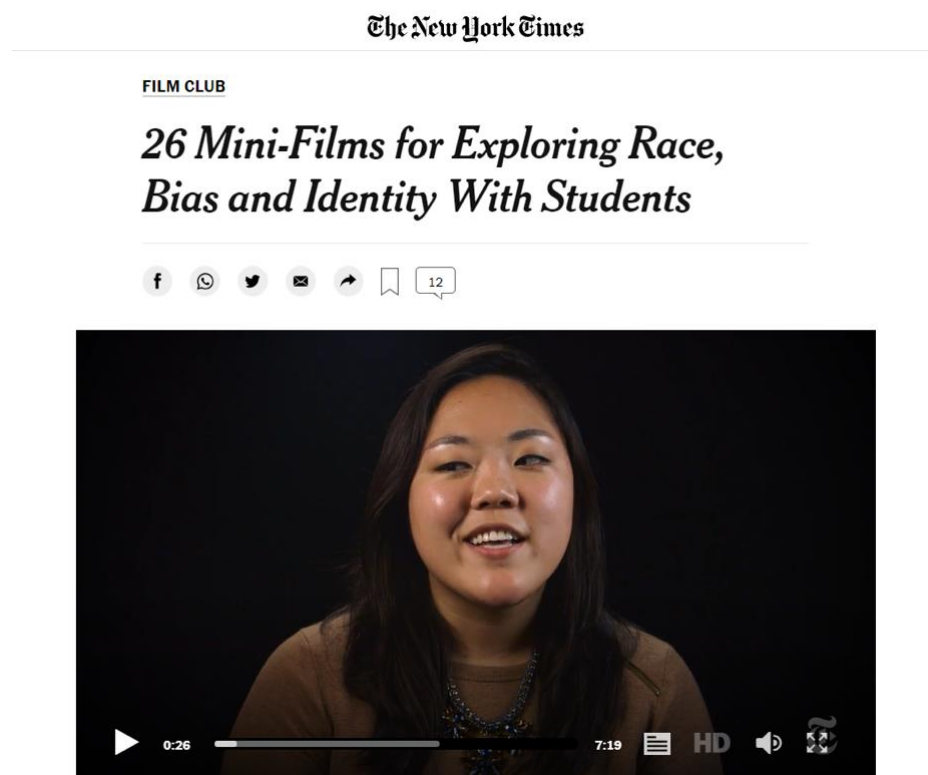 The New York Times
FILM CLUB
26 Mini-Films for Exploring Race,
Bias and Identity With Students
12
0:26
7:19
HD